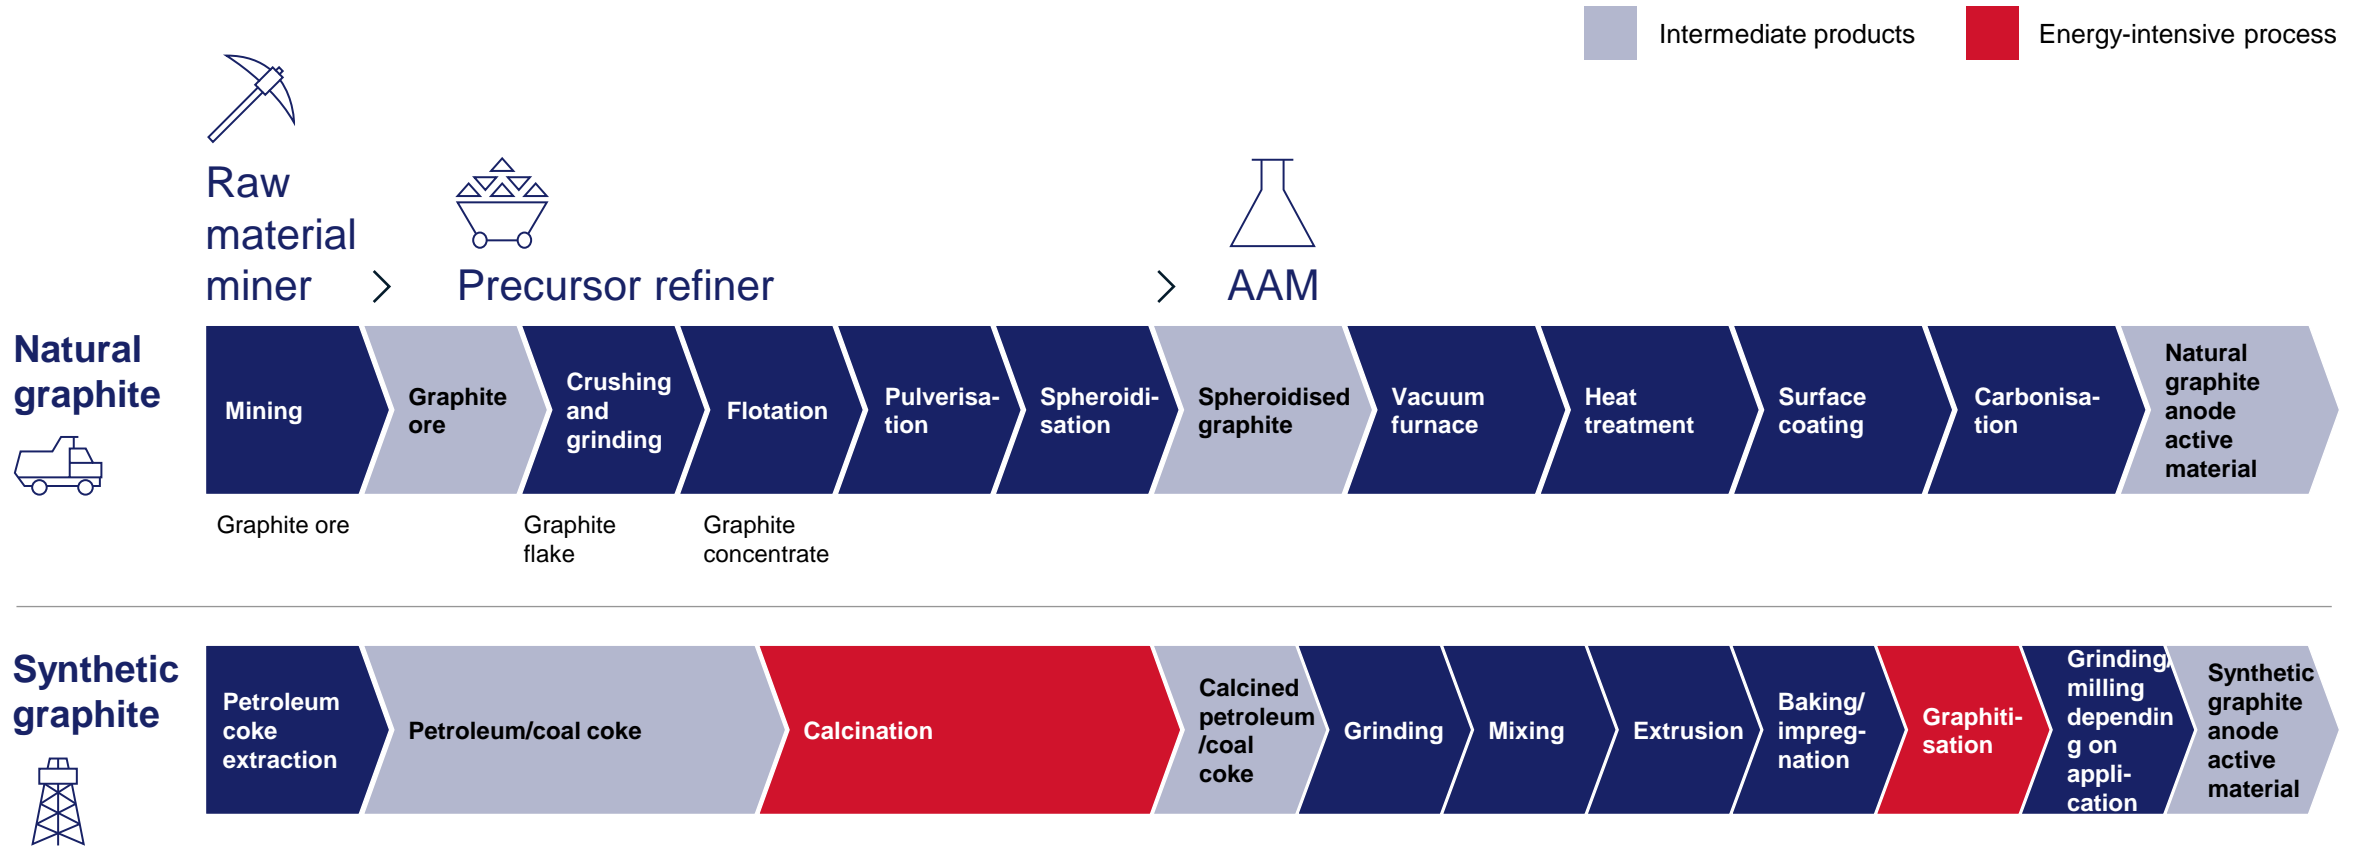 Intermediate products
Energy-intensive process
Raw
material
miner
Precursor refiner
AAM
Natural
graphite
Mining
Graphite
ore
Crushing
and
grinding
Flotation
Pulverisa-
tion
Spheroidi-
sation
Spheroidised
graphite
Vacuum
furnace
Heat
treatment
Surface
coating
Carbonisa-
tion
Natural
graphite
anode
active
material
Graphite ore
Graphite
flake
Graphite
concentrate
Synthetic
graphite
Petroleum
coke
extraction
Petroleum/coal coke
Calcination
Calcined
petroleum
/coal
coke
Grinding
Mixing
Extrusion
Baking/
impreg-
nation
Graphiti-
sation
Grinding/
milling
dependin
g on
appli-
cation
Synthetic
graphite
anode
active
material